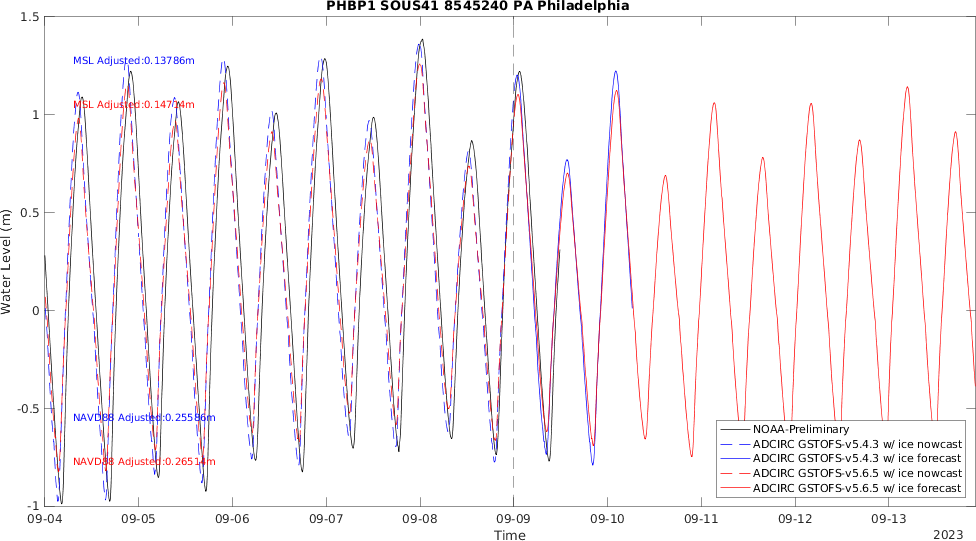 PHBP1 SOUS41 8545240 PA Philadelphia
1.5
1
0.5
0
-0.5
-1
Water Level (m)
MSL Adjusted:0.13786m
NAVD88 Adjusted:0.25586m
NOAA-Preliminary
ADCIRC GSTOFS-v5.4.3 w/ ice nowcast
ADCIRC GSTOFS-v5.4.3 w/ ice forecast
ADCIRC GSTOFS-v5.6.5 w/ ice nowcast
ADCIRC GSTOFS-v5.6.5 w/ ice forecast
MSL Adjusted:
NAVD88 Adjusted:0.26514m
09-04
09-05
09-06
09-07
09-08
09-09
09-10
09-11
09-12
09-13
Time
2023